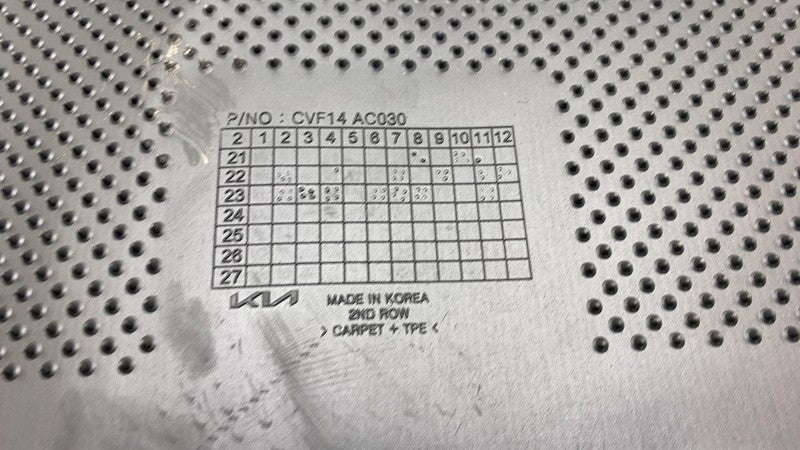 P/NO : CVF14 AC030
2 1 2 3 4 5 6 7 8 9 10 11 12
21
22
23
24
25
26
27
KIA
MADE IN KOREA
2ND ROW
> CARPET + TPE <